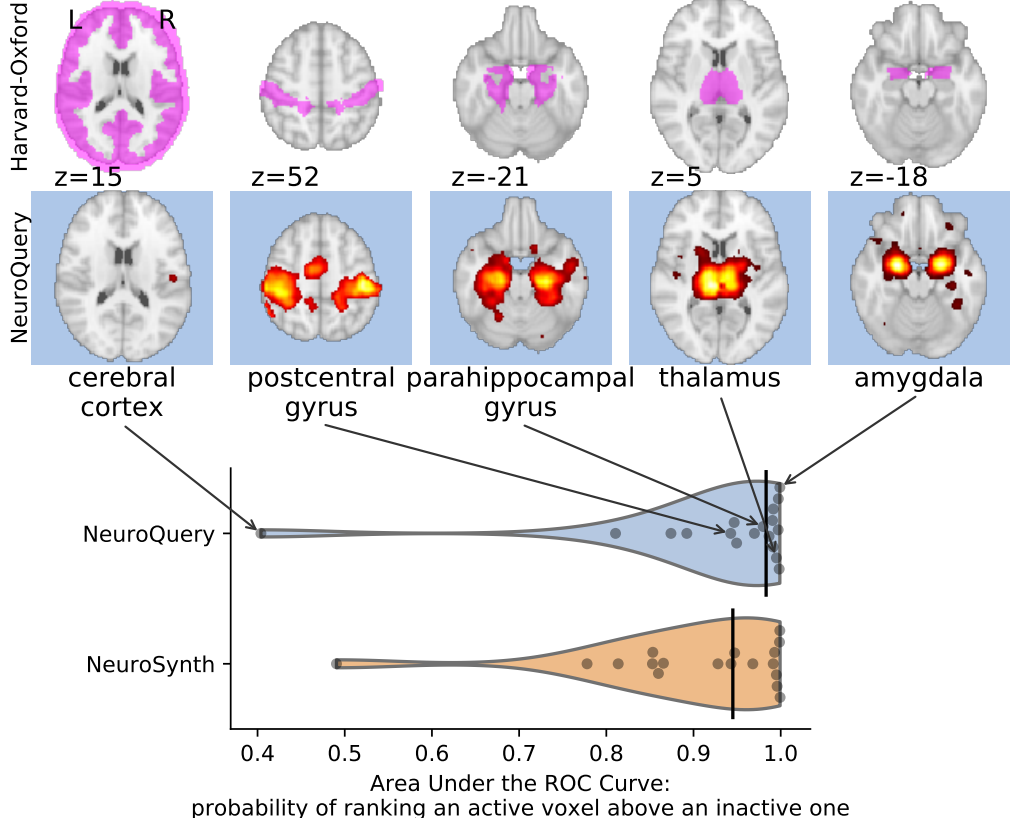 Harvard-Oxford
L R
z=15 z=52 z=-21 z=5 z=-18
NeuroQuery
cerebral cortex
postcentral gyrus
parahippocampal gyrus
thalamus
amygdala
NeuroQuery
NeuroSynth
0.4 0.5 0.6 0.7 0.8 0.9 1.0
Area Under the ROC Curve:
probability of ranking an active voxel above an inactive one